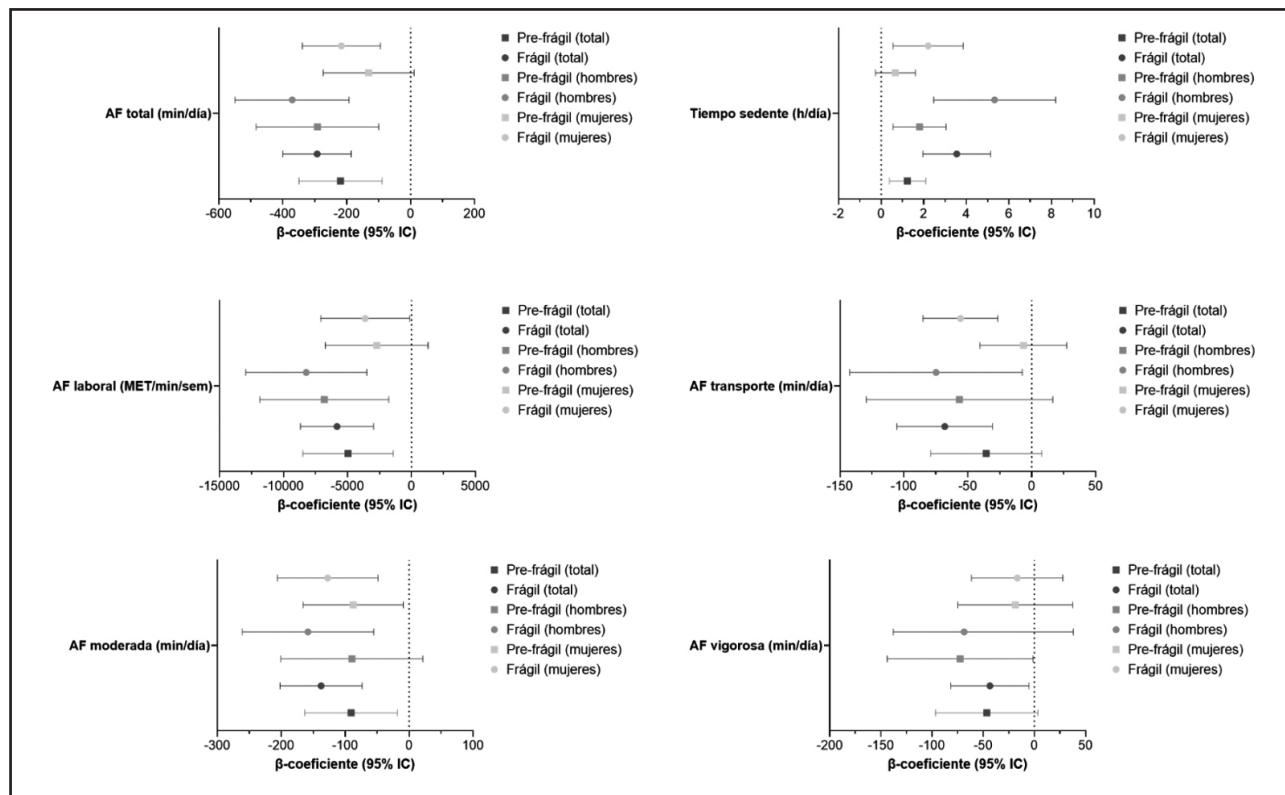 AF total (min/día)
Pre-frágil (total)
Frágil (total)
Pre-frágil (hombres)
Frágil (hombres)
Pre-frágil (mujeres)
Frágil (mujeres)
-600 -400 -200 0 200
β-coeficiente (95% IC)
Tiempo sedente (h/día)
Pre-frágil (total)
Frágil (total)
Pre-frágil (hombres)
Frágil (hombres)
Pre-frágil (mujeres)
Frágil (mujeres)
-2 0 2 4 6 8 10
β-coeficiente (95% IC)
AF laboral (MET/min/sem)
Pre-frágil (total)
Frágil (total)
Pre-frágil (hombres)
Frágil (hombres)
Pre-frágil (mujeres)
Frágil (mujeres)
-15000 -10000 -5000 0 5000
β-coeficiente (95% IC)
AF transporte (min/día)
Pre-frágil (total)
Frágil (total)
Pre-frágil (hombres)
Frágil (hombres)
Pre-frágil (mujeres)
Frágil (mujeres)
-150 -100 -50 0 50
β-coeficiente (95% IC)
AF moderada (min/día)
Pre-frágil (total)
Frágil (total)
Pre-frágil (hombres)
Frágil (hombres)
Pre-frágil (mujeres)
Frágil (mujeres)
-300 -200 -100 0 100
β-coeficiente (95% IC)
AF vigorosa (min/día)
Pre-frágil (total)
Frágil (total)
Pre-frágil (hombres)
Frágil (hombres)
Pre-frágil (mujeres)
Frágil (mujeres)
-200 -150 -100 -50 0 50
β-coeficiente (95% IC)